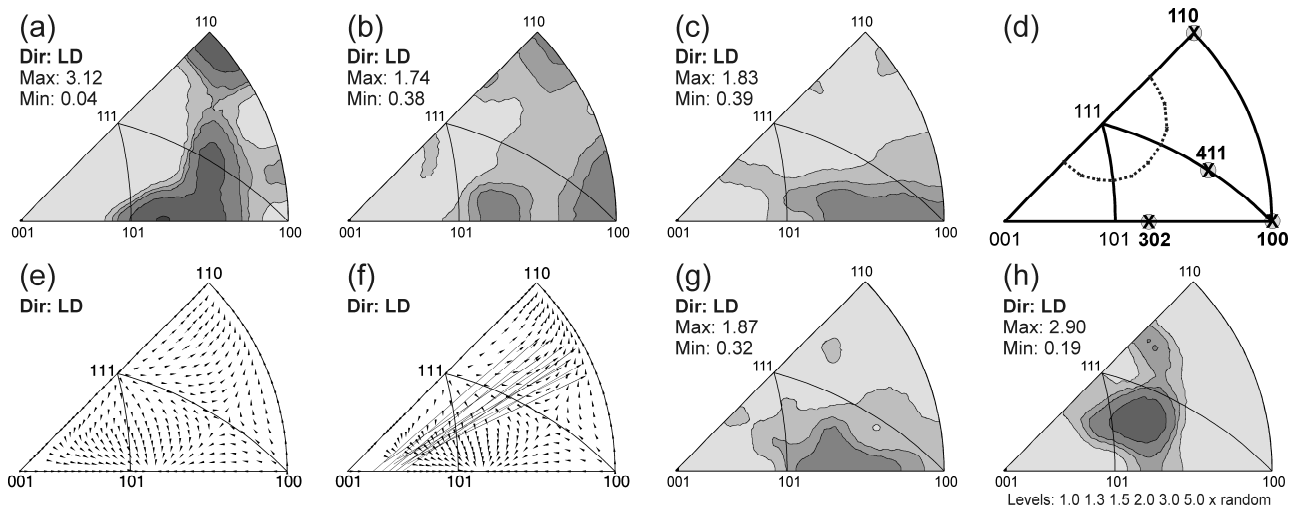 (a)
Dir: LD
Max: 3.12
Min: 0.04
110
111
001
101
100
(b)
Dir: LD
Max: 1.74
Min: 0.38
110
111
001
101
100
(c)
Dir: LD
Max: 1.83
Min: 0.39
110
111
001
101
100
(d)
110
111
411
001
101 302
100
(e)
Dir: LD
110
111
001
101
100
(f)
Dir: LD
110
111
001
101
100
(g)
Dir: LD
Max: 1.87
Min: 0.32
110
111
001
101
100
(h)
Dir: LD
Max: 2.90
Min: 0.19
110
111
001
101
100
Levels: 1.0 1.3 1.5 2.0 3.0 5.0 x random